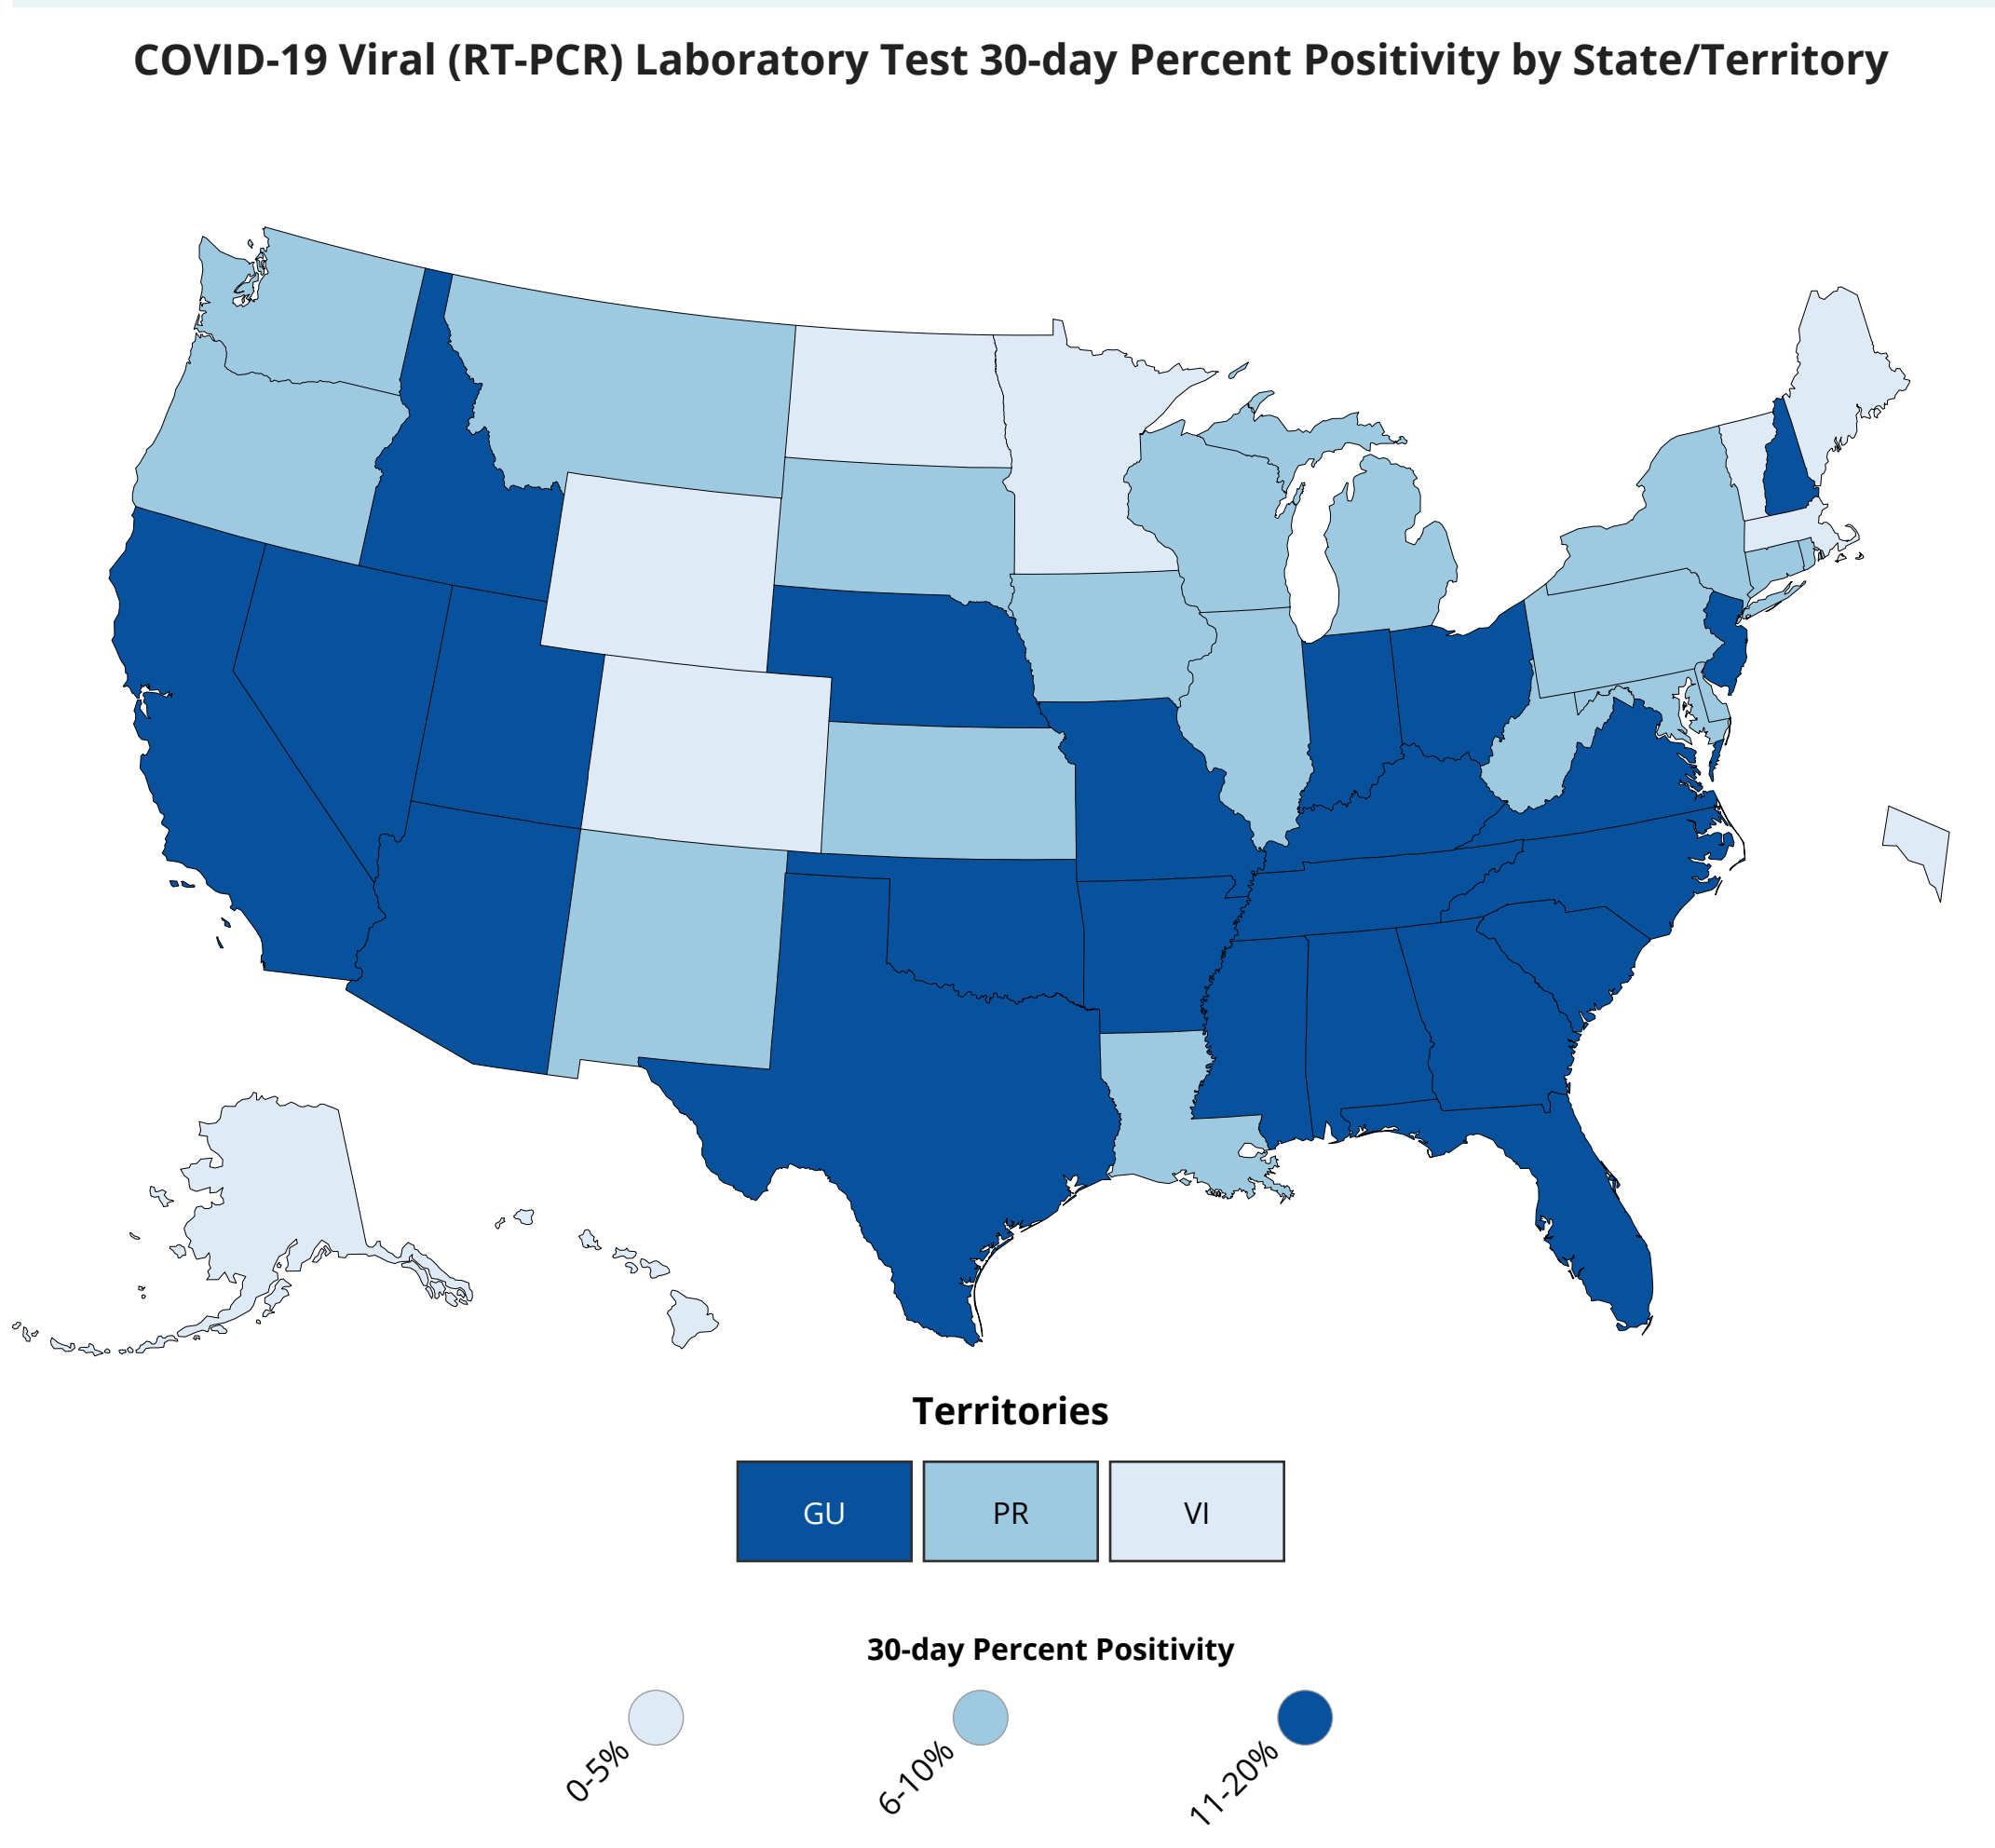 COVID-19 Viral (RT-PCR) Laboratory Test 30-day Percent Positivity by State/Territory
Territories
GU PR VI
30-day Percent Positivity
0-5% 6-10% 11-20%